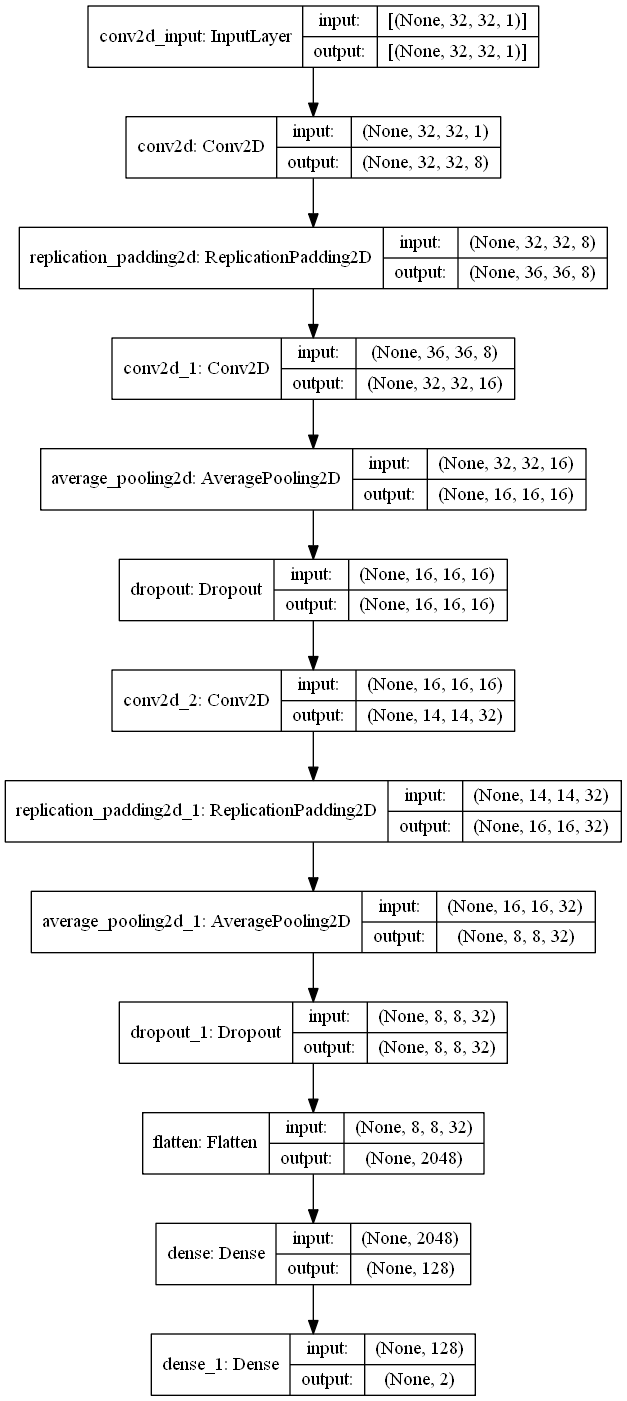 conv2d_input: InputLayer
input: [(None, 32, 32, 1)]
output: [(None, 32, 32, 1)]
conv2d: Conv2D
input: (None, 32, 32, 1)
output: (None, 32, 32, 8)
replication_padding2d: ReplicationPadding2D
input: (None, 32, 32, 8)
output: (None, 36, 36, 8)
conv2d_1: Conv2D
input: (None, 36, 36, 8)
output: (None, 32, 32, 16)
average_pooling2d: AveragePooling2D
input: (None, 32, 32, 16)
output: (None, 16, 16, 16)
dropout: Dropout
input: (None, 16, 16, 16)
output: (None, 16, 16, 16)
conv2d_2: Conv2D
input: (None, 16, 16, 16)
output: (None, 14, 14, 32)
replication_padding2d_1: ReplicationPadding2D
input: (None, 14, 14, 32)
output: (None, 16, 16, 32)
average_pooling2d_1: AveragePooling2D
input: (None, 16, 16, 32)
output: (None, 8, 8, 32)
dropout_1: Dropout
input: (None, 8, 8, 32)
output: (None, 8, 8, 32)
flatten: Flatten
input: (None, 8, 8, 32)
output: (None, 2048)
dense: Dense
input: (None, 2048)
output: (None, 128)
dense_1: Dense
input: (None, 128)
output: (None, 2)